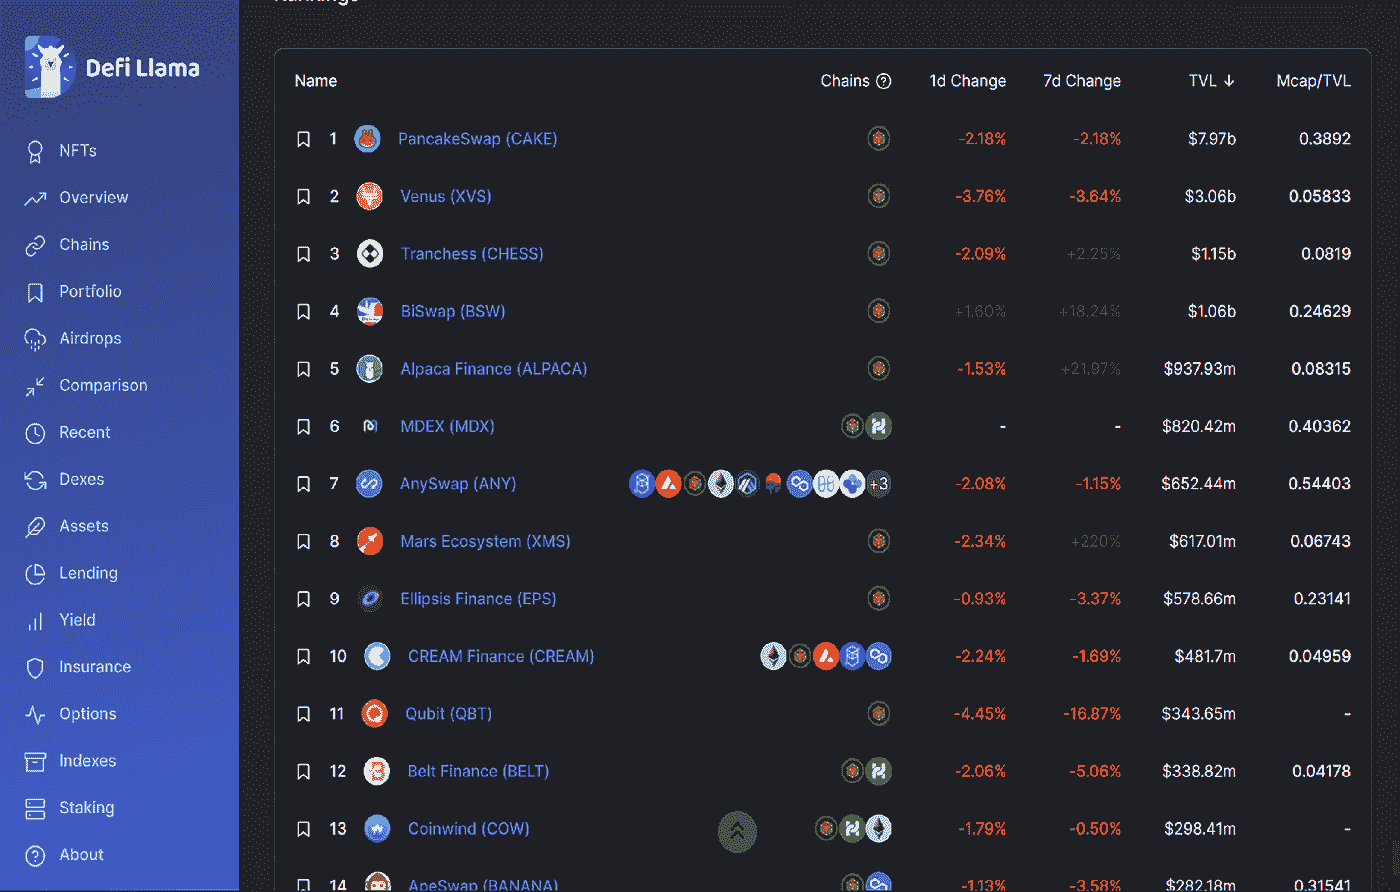 Rankings
Defi Llama
NFTs
Overview
Chains
Portfolio
Airdrops
Comparison
Recent
Dexes
Assets
Lending
Yield
Insurance
Options
Indexes
Staking
About
Name Chains ? 1d Change 7d Change TVL ↓ Mcap/TVL
1 PancakeSwap (CAKE) -2.18% -2.18% $7.97b 0.3892
2 Venus (XVS) -3.76% -3.64% $3.06b 0.05833
3 Tranchess (CHESS) -2.09% +2.25% $1.15b 0.0819
4 BiSwap (BSW) +1.60% +18.24% $1.06b 0.24629
5 Alpaca Finance (ALPACA) -1.53% +21.97% $937.93m 0.08315
6 MDEX (MDX) - - $820.42m 0.40362
7 AnySwap (ANY) +3 -2.08% -1.15% $652.44m 0.54403
8 Mars Ecosystem (XMS) -2.34% +220% $617.01m 0.06743
9 Ellipsis Finance (EPS) -0.93% -3.37% $578.66m 0.23141
10 CREAM Finance (CREAM) -2.24% -1.69% $481.7m 0.04959
11 Qubit (QBT) -4.45% -16.87% $343.65m -
12 Belt Finance (BELT) -2.06% -5.06% $338.82m 0.04178
13 Coinwind (COW) -1.79% -0.50% $298.41m -
14 ApeSwap (BANANA) -1.13% -3.58% $282.18m 0.31541